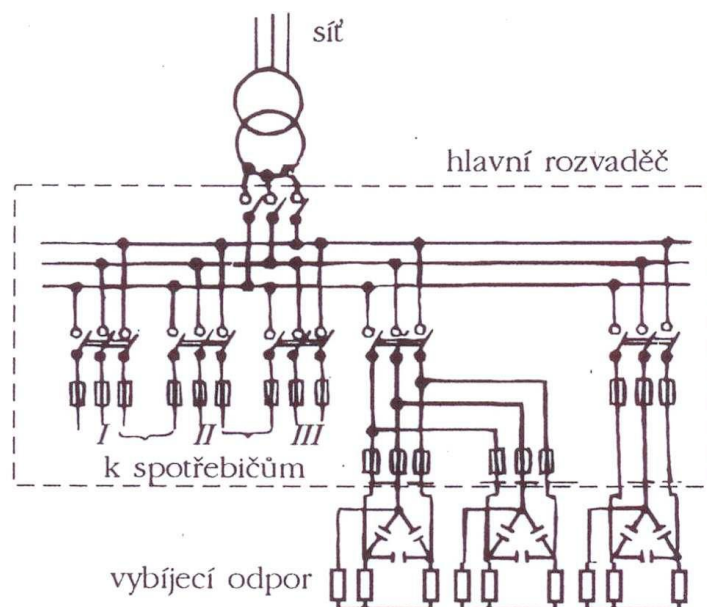 síť
hlavní rozvaděč
I II III
k spotřebičům
vybíjecí odpor